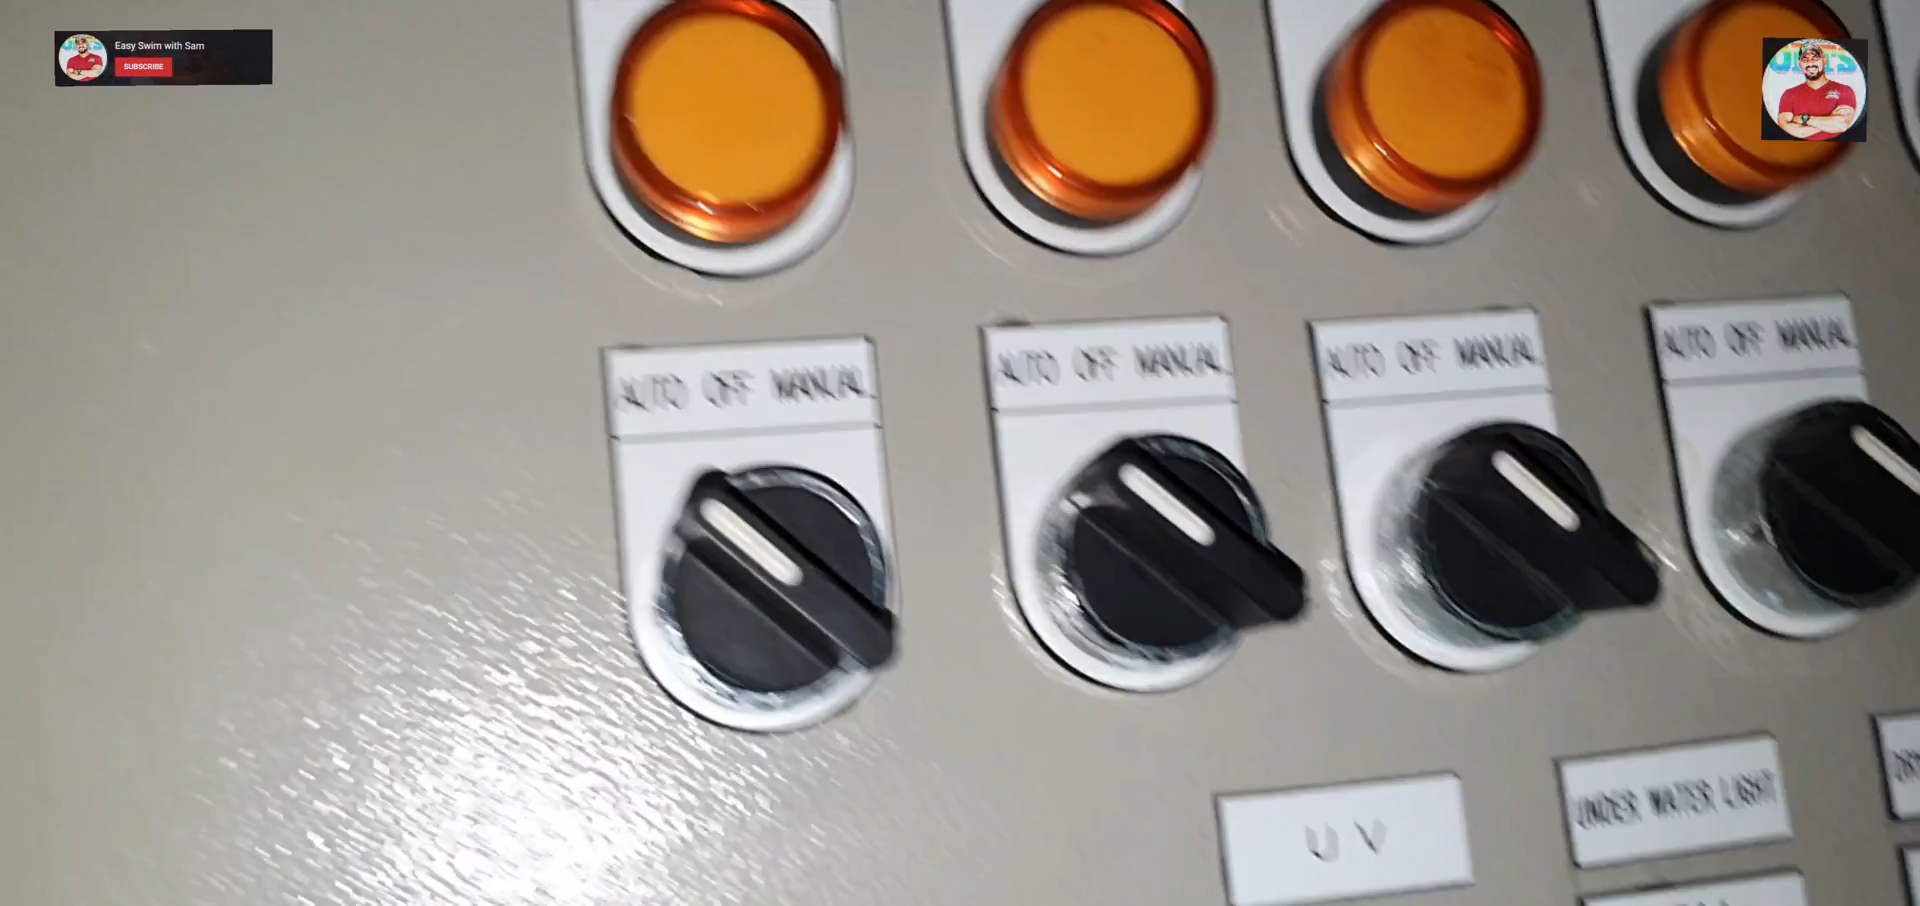 Easy Swim with Sam
SUBSCRIBE
AUTO OFF MANUAL
AUTO OFF MANUAL
AUTO OFF MANUAL
AUTO OFF MANUAL
UV
UNDER WATER LIGHT